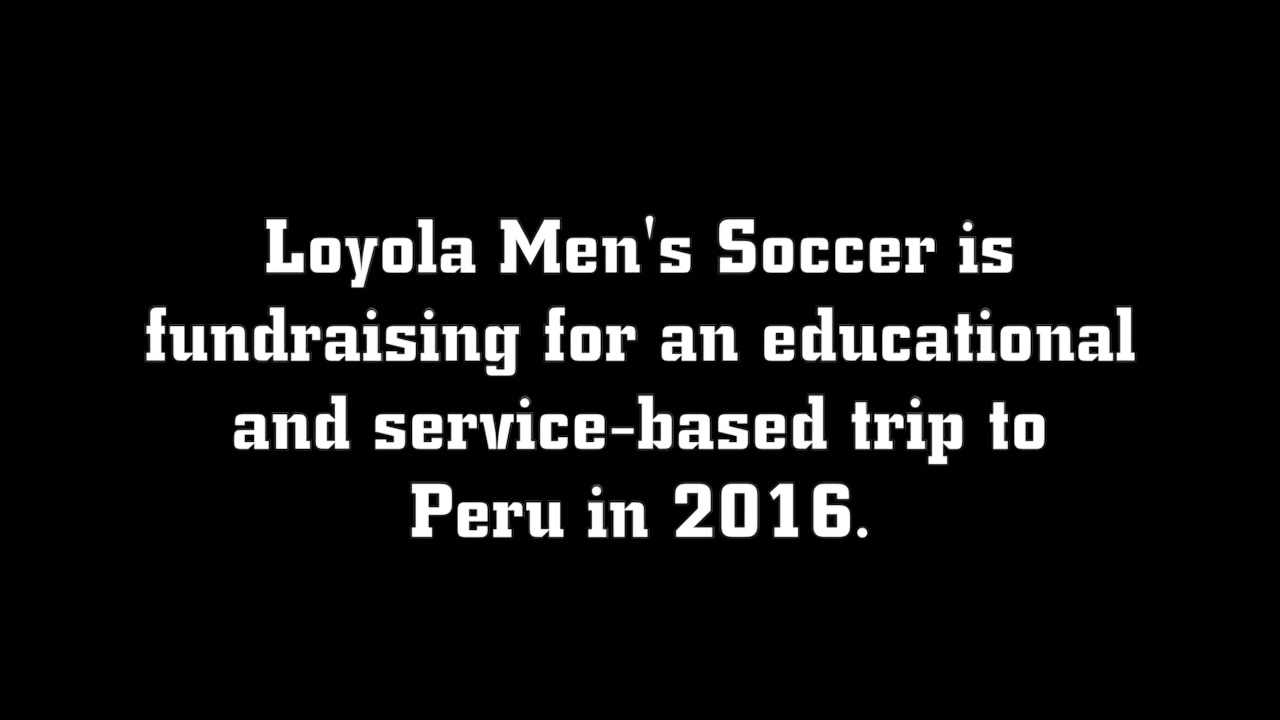 Loyola Men's Soccer is
fundraising for an educational
and service-based trip to
Peru in 2016.